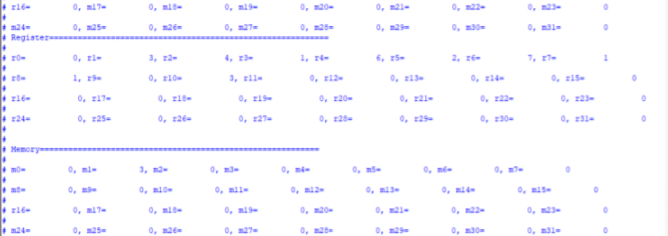 # r16= 0, m17= 0, m18= 0, m19= 0, m20= 0, m21= 0, m22= 0, m23= 0
#
# m24= 0, m25= 0, m26= 0, m27= 0, m28= 0, m29= 0, m30= 0, m31= 0
# Register====================================================
#
# r0= 0, r1= 3, r2= 4, r3= 1, r4= 6, r5= 2, r6= 7, r7= 1
#
# r8= 1, r9= 0, r10= 3, r11= 0, r12= 0, r13= 0, r14= 0, r15= 0
#
# r16= 0, r17= 0, r18= 0, r19= 0, r20= 0, r21= 0, r22= 0, r23= 0
#
# r24= 0, r25= 0, r26= 0, r27= 0, r28= 0, r29= 0, r30= 0, r31= 0
#
#
# Memory====================================================
#
# m0= 0, m1= 3, m2= 0, m3= 0, m4= 0, m5= 0, m6= 0, m7= 0
#
# m8= 0, m9= 0, m10= 0, m11= 0, m12= 0, m13= 0, m14= 0, m15= 0
#
# r16= 0, m17= 0, m18= 0, m19= 0, m20= 0, m21= 0, m22= 0, m23= 0
#
# m24= 0, m25= 0, m26= 0, m27= 0, m28= 0, m29= 0, m30= 0, m31= 0